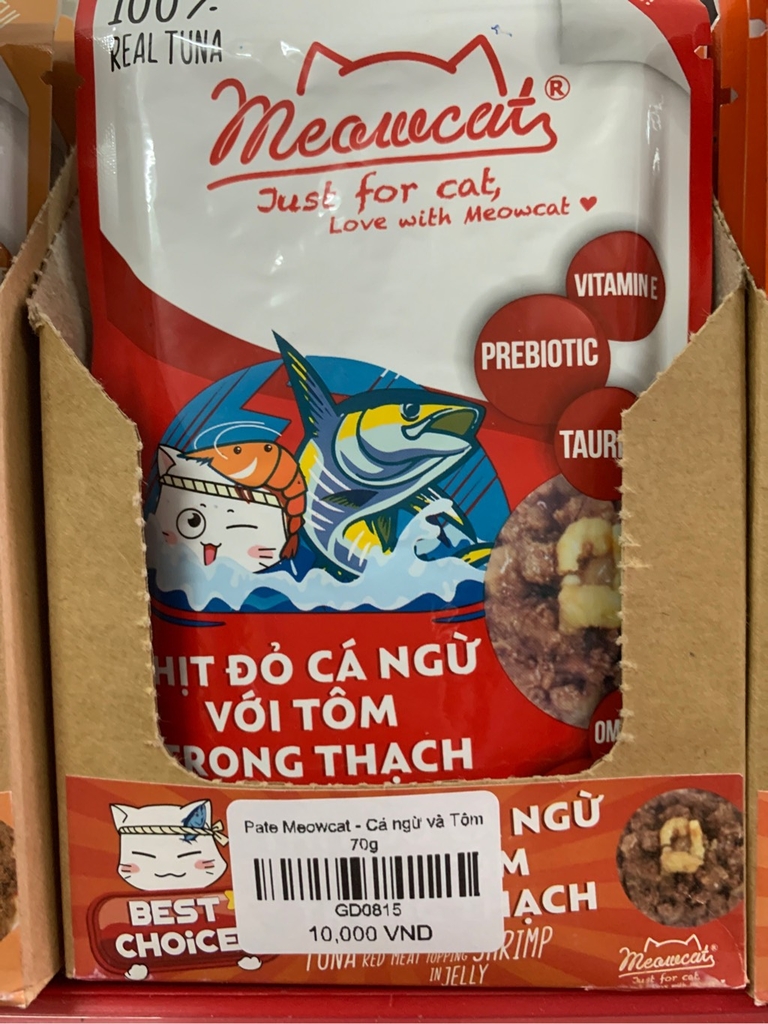 100%
REAL TUNA
Meowcat®
Just for cat,
Love with Meowcat
VITAMIN E
PREBIOTIC
TAUR
HỊT ĐỎ CÁ NGỪ
VỚI TÔM
TRONG THẠCH
OM
BEST
CHOiCE
Pate Meowcat - Cá ngừ và Tôm
70g
GD0815
10,000 VND
NGỪ
M
HẠCH
TUNA RED MEAT TOPPING SHRIMP
IN JELLY
Meowcat
Just for cat